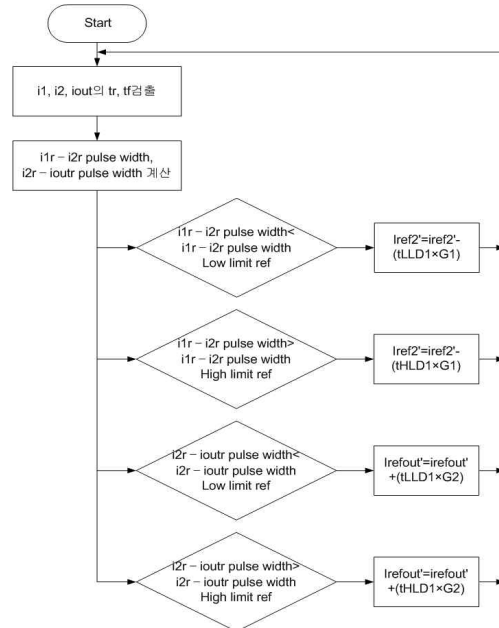 Start
i1, i2, iout의 tr, tf검출
i1r – i2r pulse width,
i2r – ioutr pulse width 계산
i1r – i2r pulse width<
i1r – i2r pulse width
Low limit ref
Iref2'=iref2'-
(tLLD1×G1)
i1r – i2r pulse width>
i1r – i2r pulse width
High limit ref
Iref2'=iref2'-
(tHLD1×G1)
i2r – ioutr pulse width<
i2r – ioutr pulse width
Low limit ref
Irefout'=irefout'
+(tLLD1×G2)
i2r – ioutr pulse width>
i2r – ioutr pulse width
High limit ref
Irefout'=irefout'
+(tHLD1×G2)